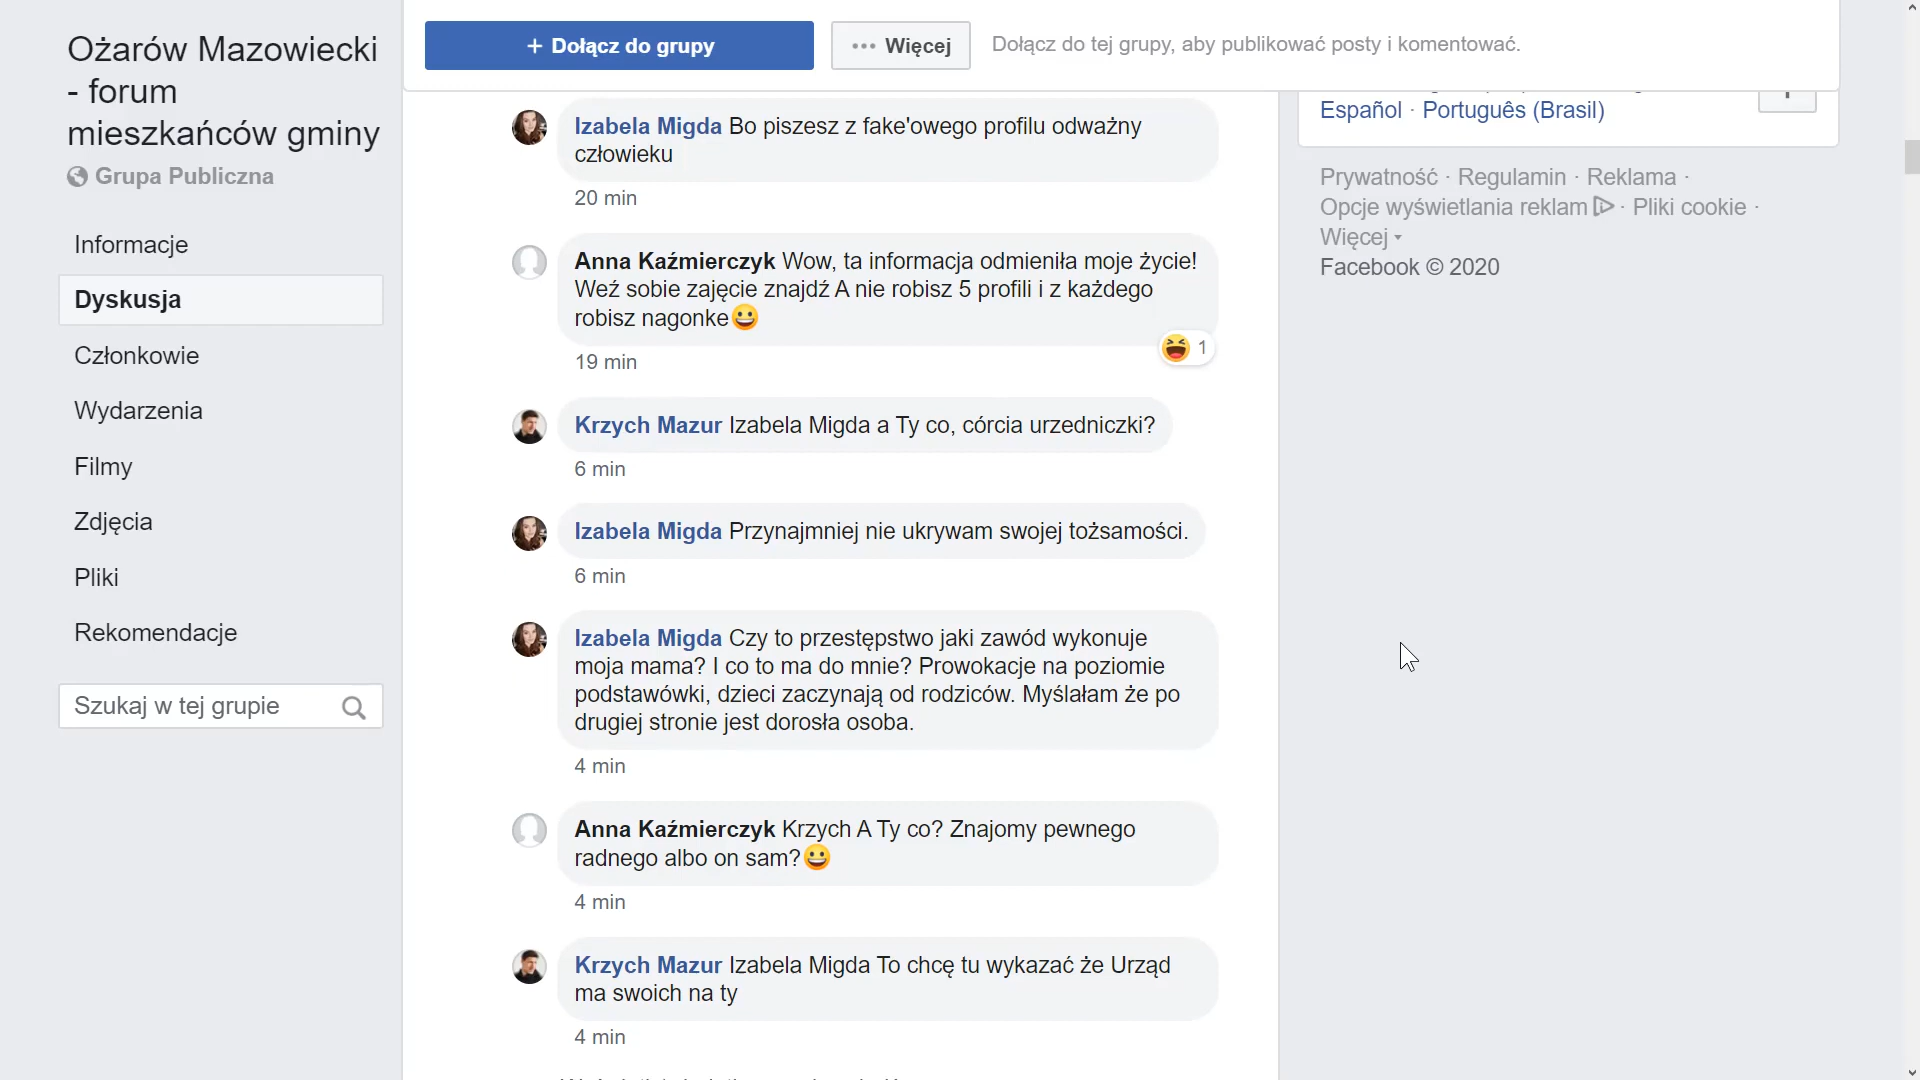 Ożarów Mazowiecki
- forum
mieszkańców gminy
Grupa Publiczna
Informacje
Dyskusja
Członkowie
Wydarzenia
Filmy
Zdjęcia
Pliki
Rekomendacje
Szukaj w tej grupie
+ Dołącz do grupy
Więcej
Dołącz do tej grupy, aby publikować posty i komentować.
Izabela Migda Bo piszesz z fake'owego profilu odważny
człowieku
20 min
Anna Kaźmierczyk Wow, ta informacja odmieniła moje życie!
Weź sobie zajęcie znajdź A nie robisz 5 profili i z każdego
robisz nagonke😀
1
19 min
Krzych Mazur Izabela Migda a Ty co, córcia urzedniczki?
6 min
Izabela Migda Przynajmniej nie ukrywam swojej tożsamości.
6 min
Izabela Migda Czy to przestępstwo jaki zawód wykonuje
moja mama? I co to ma do mnie? Prowokacje na poziomie
podstawówki, dzieci zaczynają od rodziców. Myślałam że po
drugiej stronie jest dorosła osoba.
4 min
Anna Kaźmierczyk Krzych A Ty co? Znajomy pewnego
radnego albo on sam?😀
4 min
Krzych Mazur Izabela Migda To chcę tu wykazać że Urząd
ma swoich na ty
4 min
Español · Português (Brasil)
Prywatność · Regulamin · Reklama ·
Opcje wyświetlania reklam · Pliki cookie ·
Więcej
Facebook © 2020